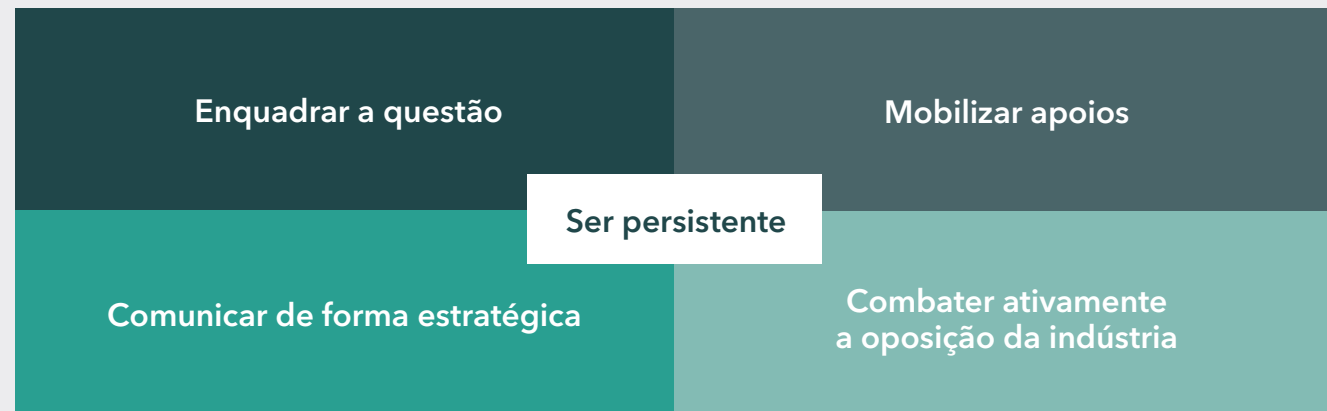 Enquadrar a questão
Mobilizar apoios
Ser persistente
Comunicar de forma estratégica
Combater ativamente
a oposição da indústria